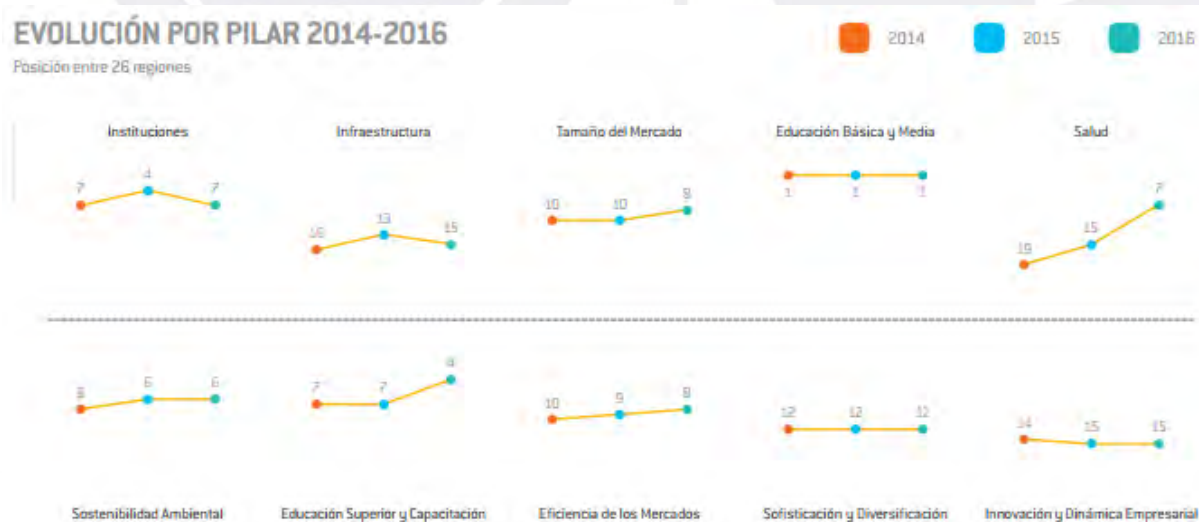 EVOLUCIÓN POR PILAR 2014-2016
2014 2015 2016
Posición entre 26 regiones
Instituciones Infraestructura Tamaño del Mercado Educación Básica y Media Salud
7 4 7
16 13 15
10 10 8
1 1 1
19 15 7
8 6 6
7 7
10 9 8
12 12 12
14 15 15
Sostenibilidad Ambiental Educación Superior y Capacitación Eficiencia de los Mercados Sofisticación y Diversificación Innovación y Dinámica Empresarial